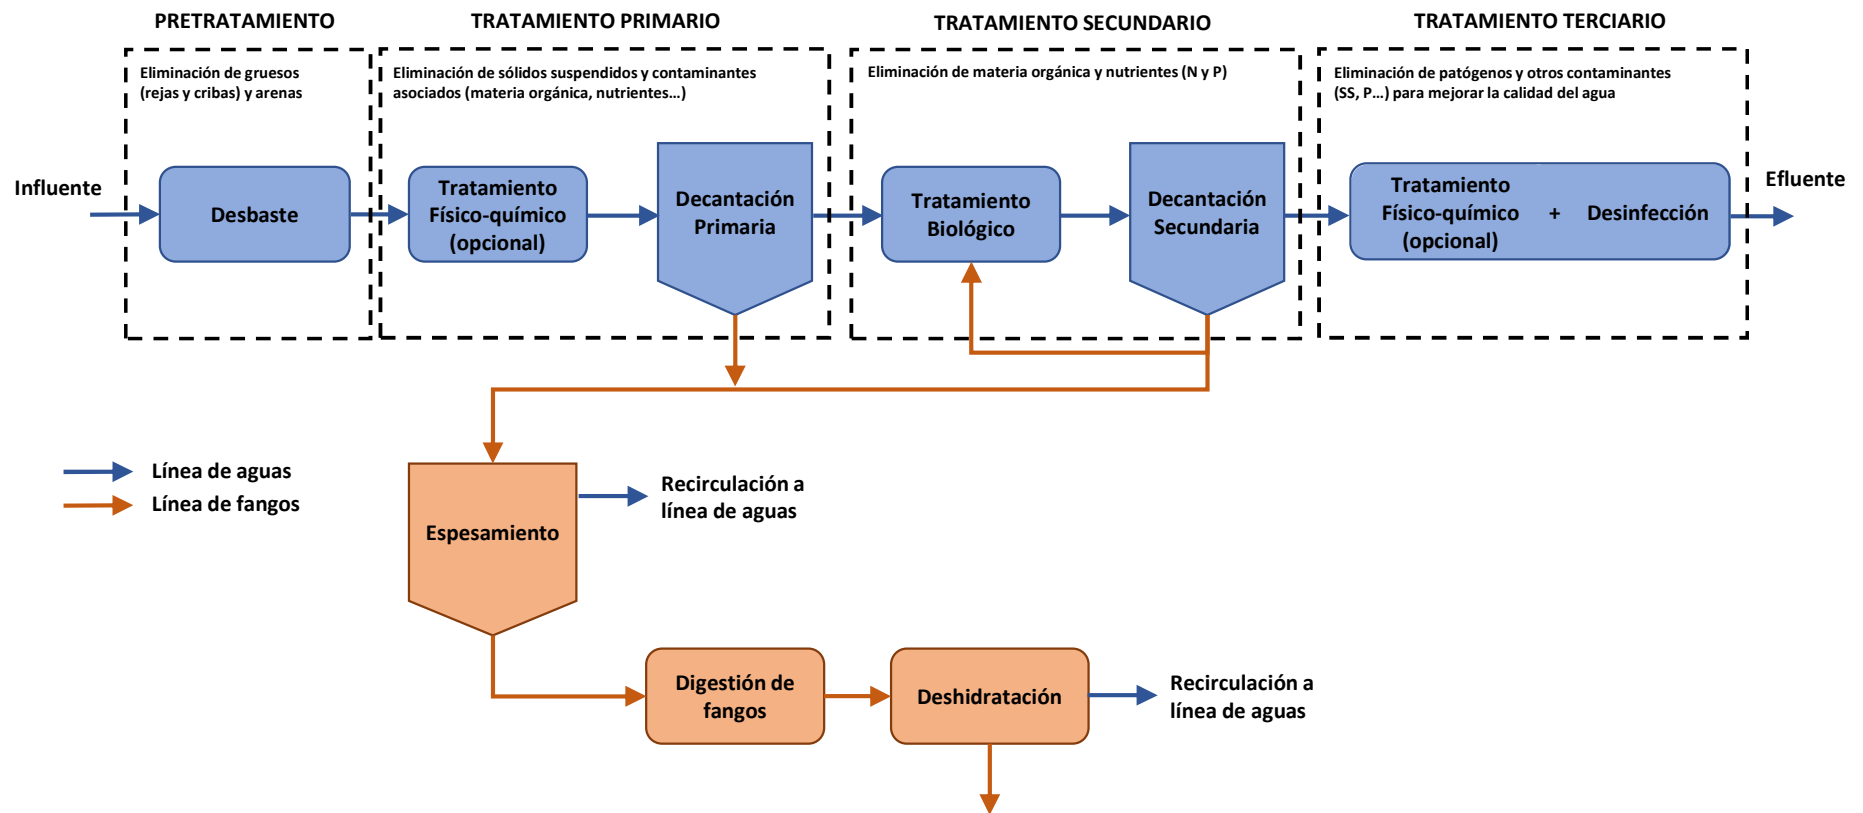 PRETRATAMIENTO
TRATAMIENTO PRIMARIO
TRATAMIENTO SECUNDARIO
TRATAMIENTO TERCIARIO
Eliminación de gruesos
(rejas y cribas) y arenas
Eliminación de sólidos suspendidos y contaminantes
asociados (materia orgánica, nutrientes...)
Eliminación de materia orgánica y nutrientes (N y P)
Eliminación de patógenos y otros contaminantes
(SS, P...) para mejorar la calidad del agua
Influente
Desbaste
Tratamiento
Físico-químico
(opcional)
Decantación
Primaria
Tratamiento
Biológico
Decantación
Secundaria
Tratamiento
Físico-químico
(opcional)
+
Desinfección
Efluente
Línea de aguas
Línea de fangos
Espesamiento
Recirculación a
línea de aguas
Digestión de
fangos
Deshidratación
Recirculación a
línea de aguas